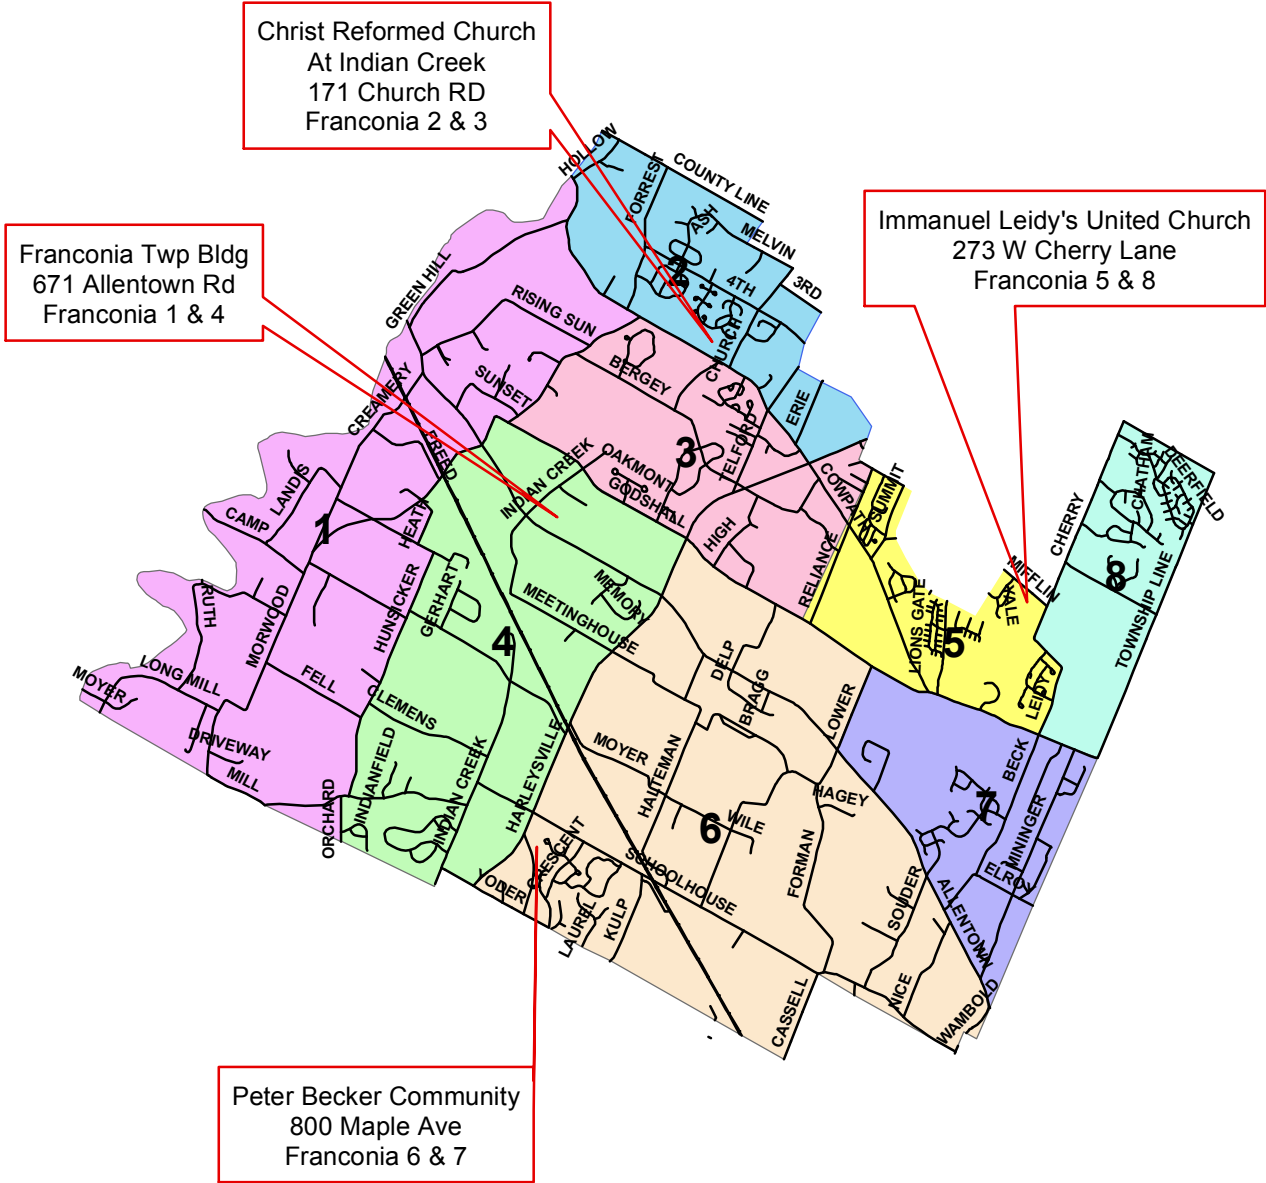 Christ Reformed Church
At Indian Creek
171 Church RD
Franconia 2 & 3
Immanuel Leidy's United Church
273 W Cherry Lane
Franconia 5 & 8
Franconia Twp Bldg
671 Allentown Rd
Franconia 1 & 4
HOLLOW
COUNTY LINE
FORREST
ASH
MELVIN
2
4TH
3RD
GREEN HILL
RISING SUN
CHURCH
BERGEY
SUNSET
CREAMERY
ERIE
TELFORD
3
FREED
INDIAN CREEK
OAKMONT
GODSHALL
COWPATH
SUMMIT
CHATHAM
DEERFIELD
LANDIS
CAMP
1
HEATH
HIGH
CHERRY
RELIANCE
MIFFLIN
8
RUTH
HUNSICKER
GERHART
MEMORY
MEETINGHOUSE
HALE
LIONS GATE
TOWNSHIP LINE
MORWOOD
4
5
LONG MILL
MOYER
FELL
CLEMENS
DELP
BRAGG
LOWER
LEIDY
DRIVEWAY
MILL
INDIANFIELD
INDIAN CREEK
HARLEYSVILLE
MOYER
HALTEMAN
BECK
HAGEY
7
ORCHARD
6
WILE
MININGER
CRESCENT
SCHOOLHOUSE
FORMAN
ELROY
ODER
SOUDER
ALLENTOWN
LAUREL
KULP
NICE
CASSELL
WAMBOLD
Peter Becker Community
800 Maple Ave
Franconia 6 & 7